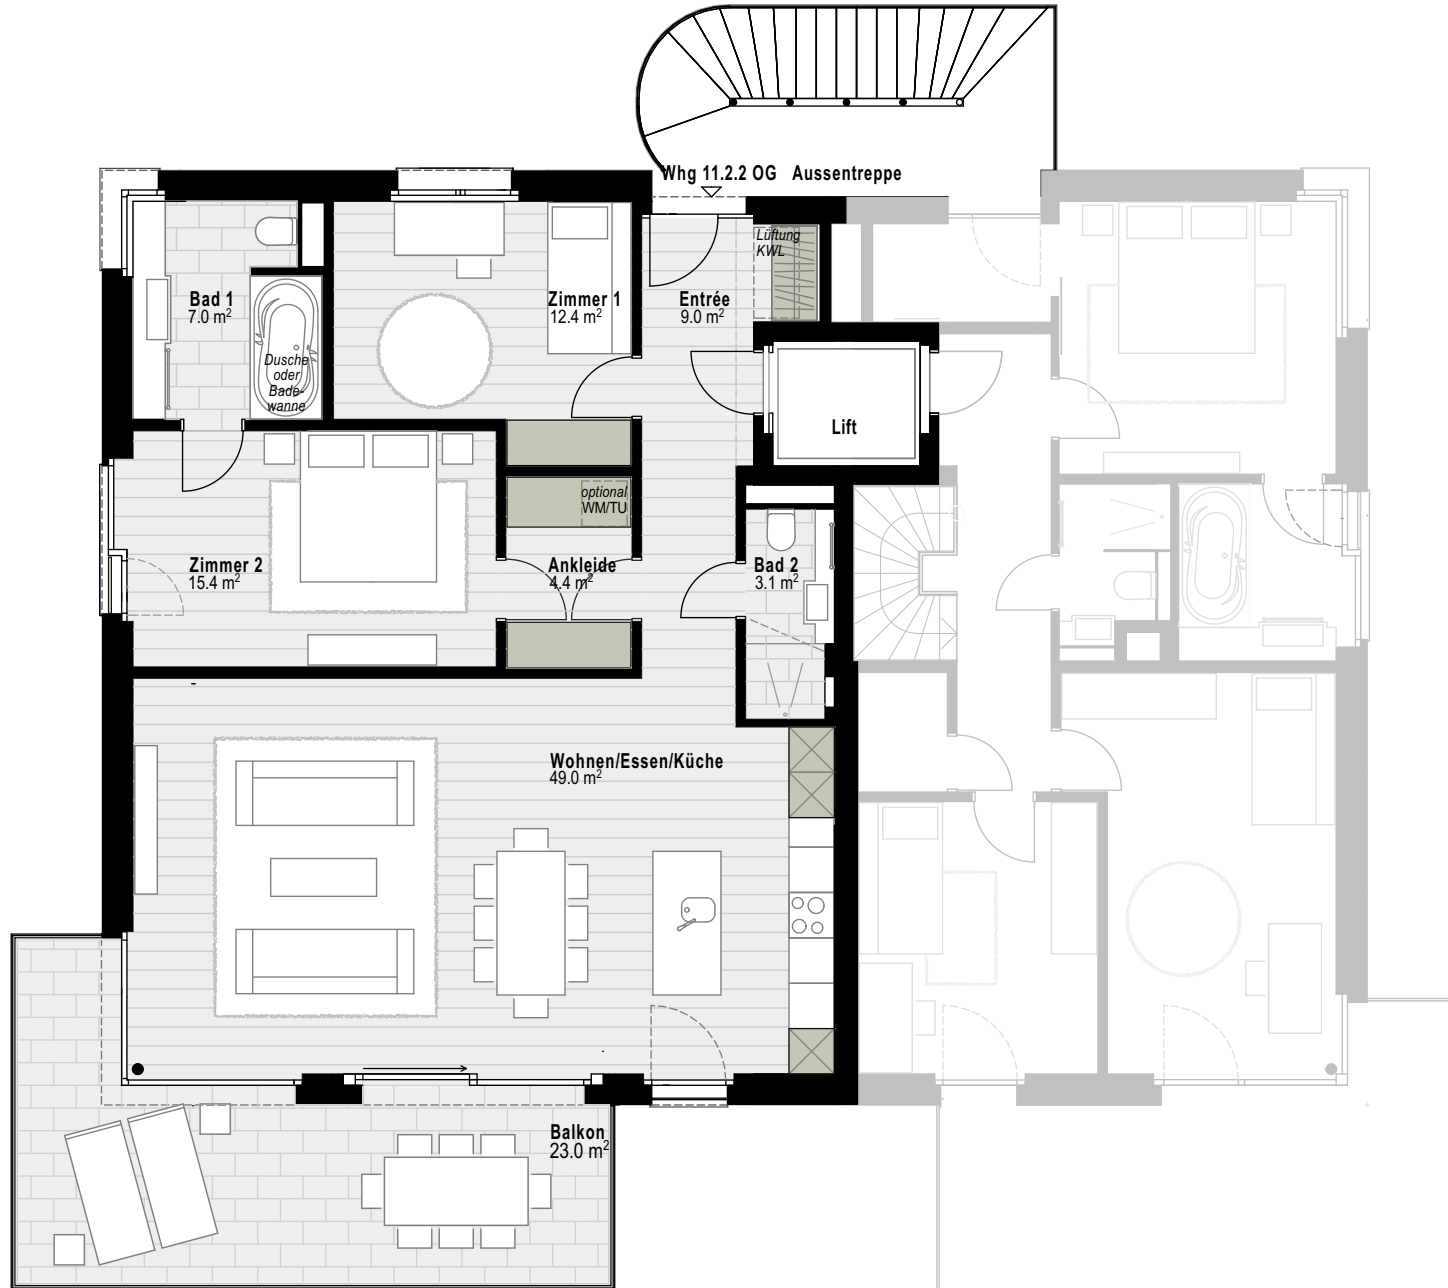 Whg 11.2.2 OG Aussentreppe
Lüftung
KWL
Bad 1
7.0 m²
Zimmer 1
12.4 m²
Entrée
9.0 m²
Dusche
oder
Bade-
wanne
Lift
optional
WM/TU
Zimmer 2
15.4 m²
Ankleide
4.4 m²
Bad 2
3.1 m²
Wohnen/Essen/Küche
49.0 m²
Balkon
23.0 m²